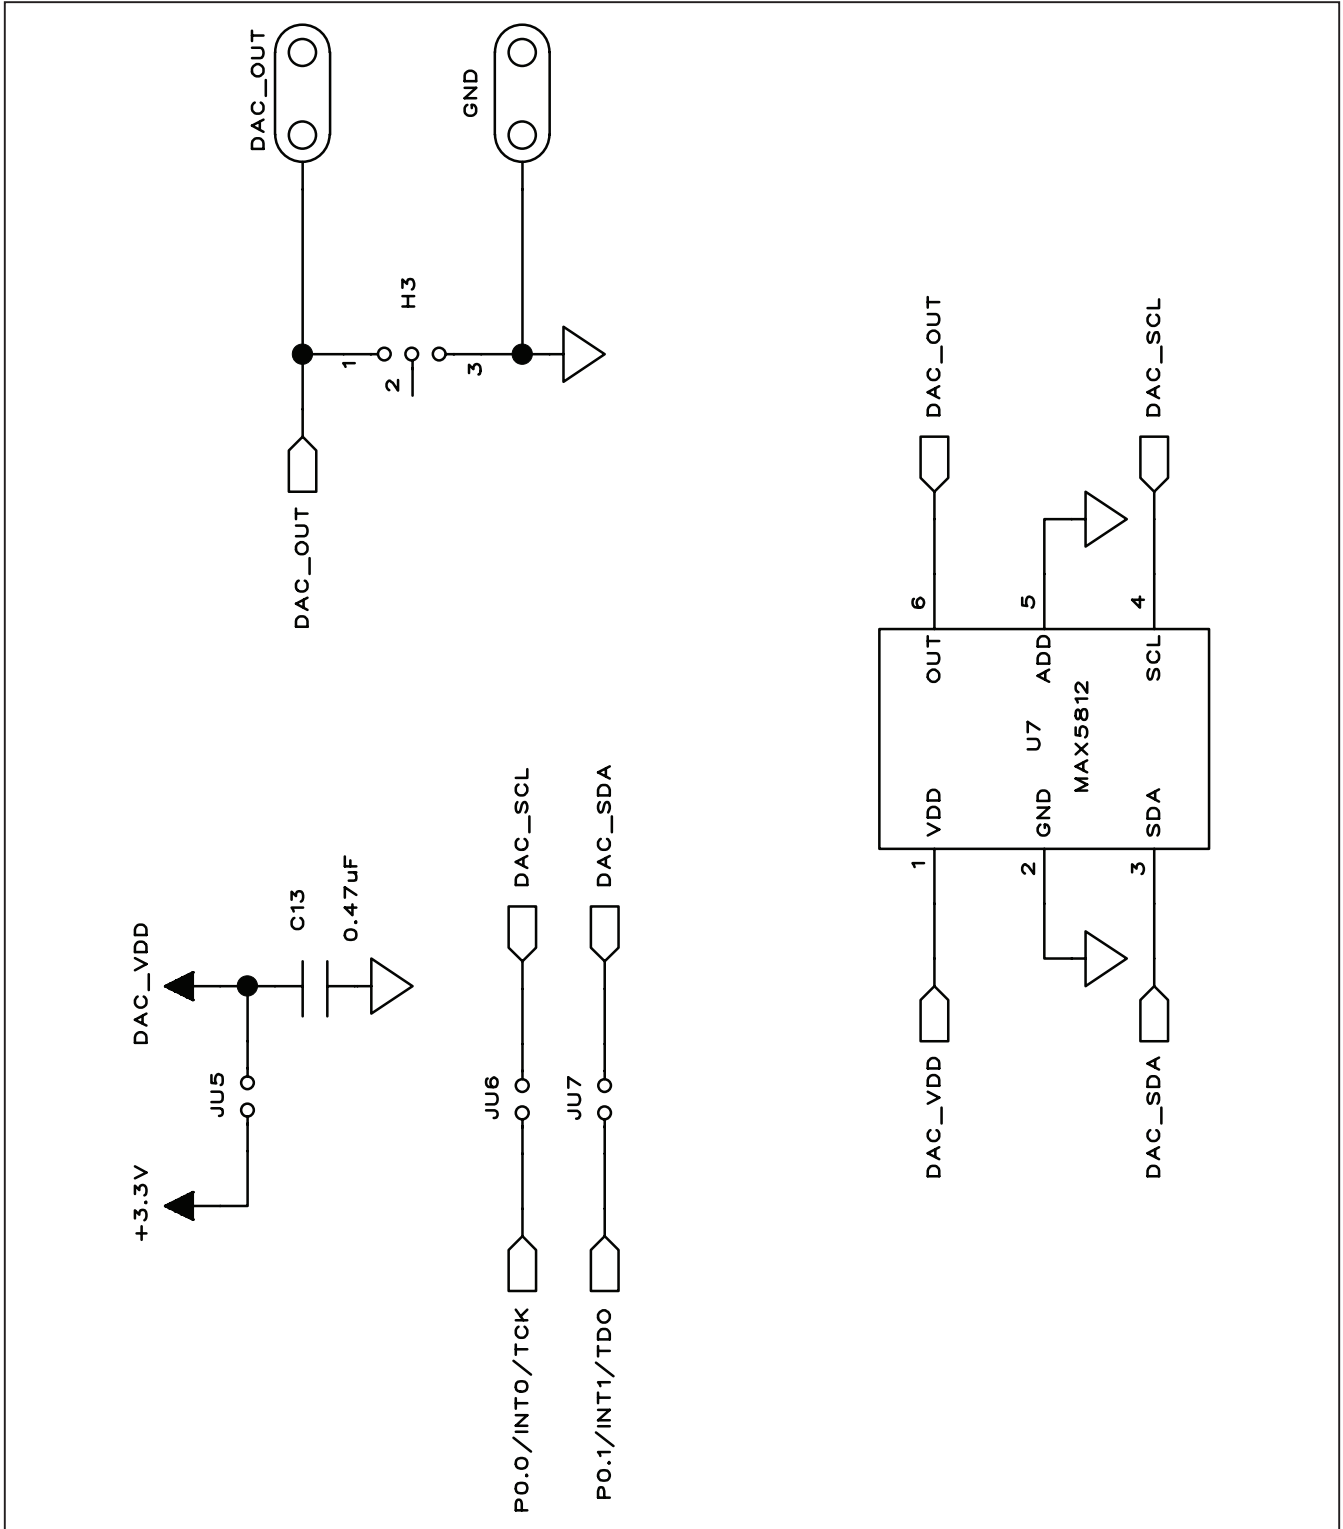 +3.3V
JU5
DAC_VDD
C13
0.47uF
DAC_OUT
DAC_OUT
1
2
3
H3
GND
P0.0/INT0/TCK
JU6
DAC_SCL
P0.1/INT1/TDO
JU7
DAC_SDA
DAC_VDD
1
VDD
OUT
6
DAC_OUT
2
GND
U7
ADD
5
MAX5812
DAC_SDA
3
SDA
SCL
4
DAC_SCL